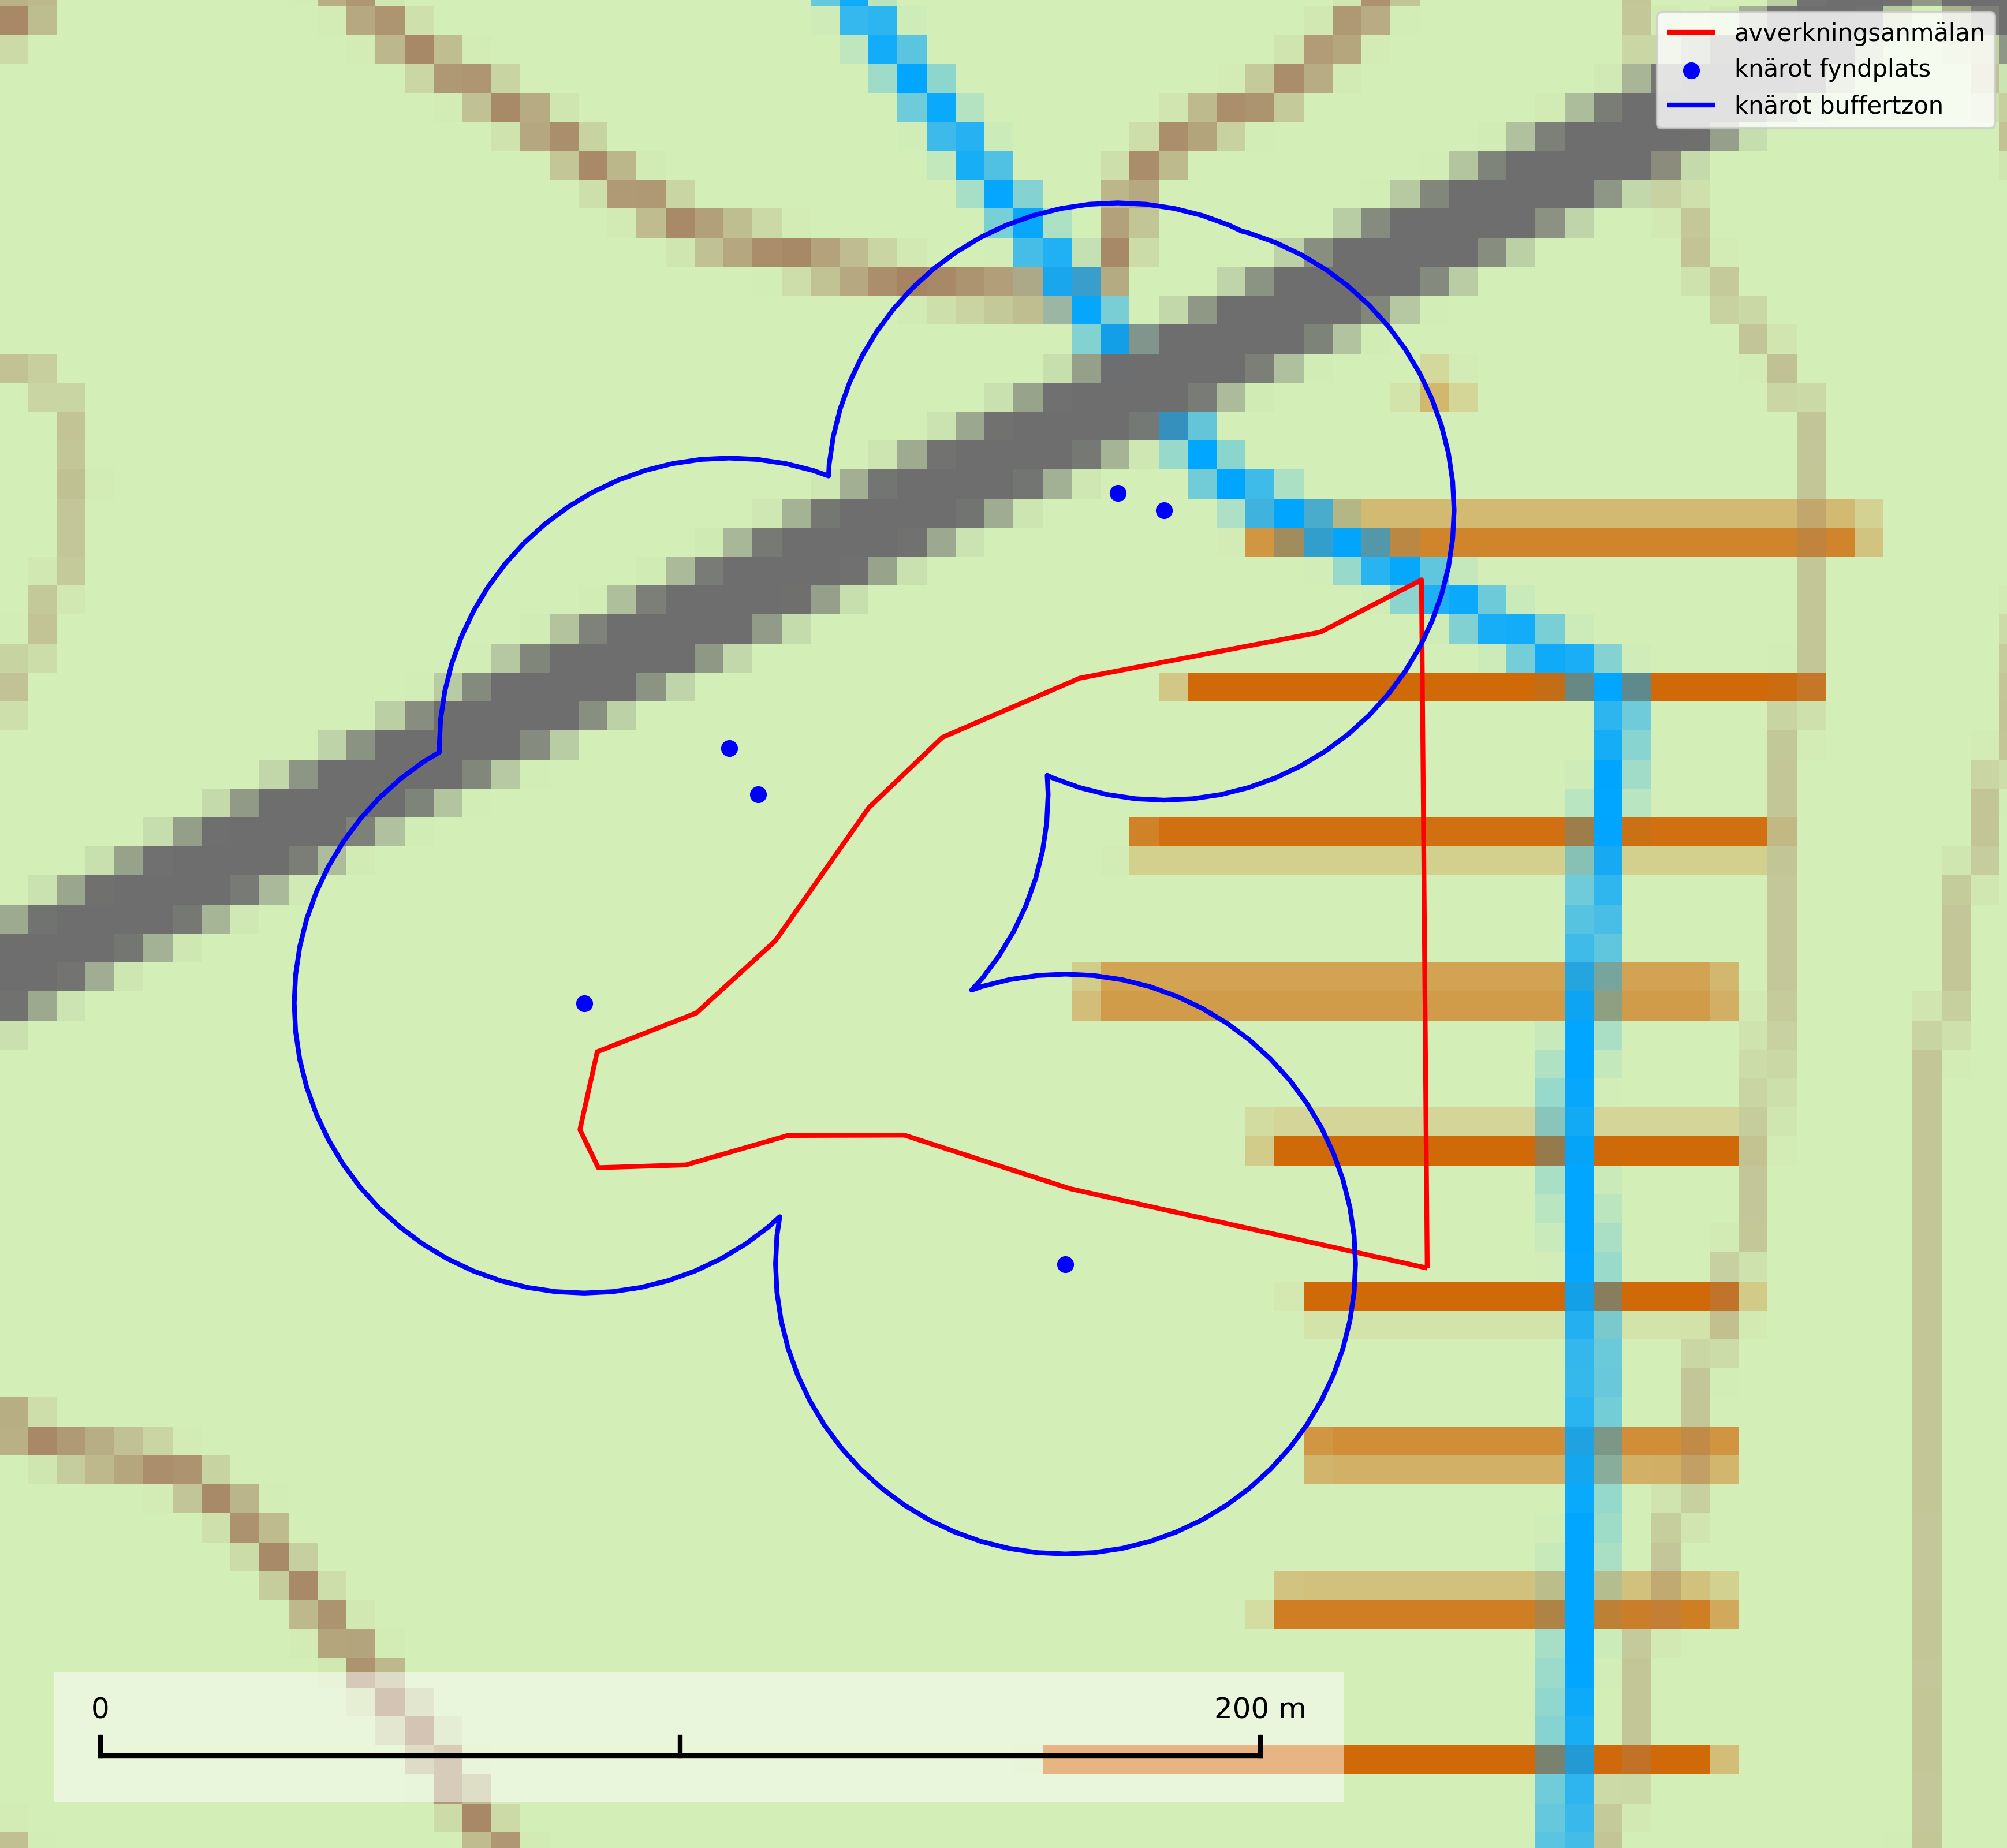 avverkningsanmälan
knärot fyndplats
knärot buffertzon
0
200 m